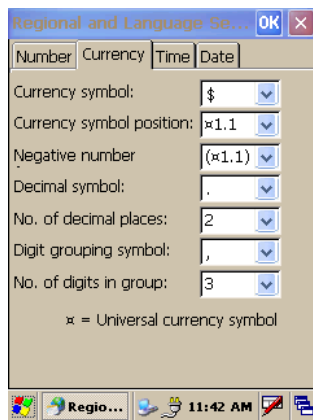 Regional and Language Se... OK
Number Currency Time Date
Currency symbol: $
Currency symbol position: ¤1.1
Negative number (¤1.1)
Decimal symbol: .
No. of decimal places: 2
Digit grouping symbol: ,
No. of digits in group: 3
¤ = Universal currency symbol
Regio... 11:42 AM